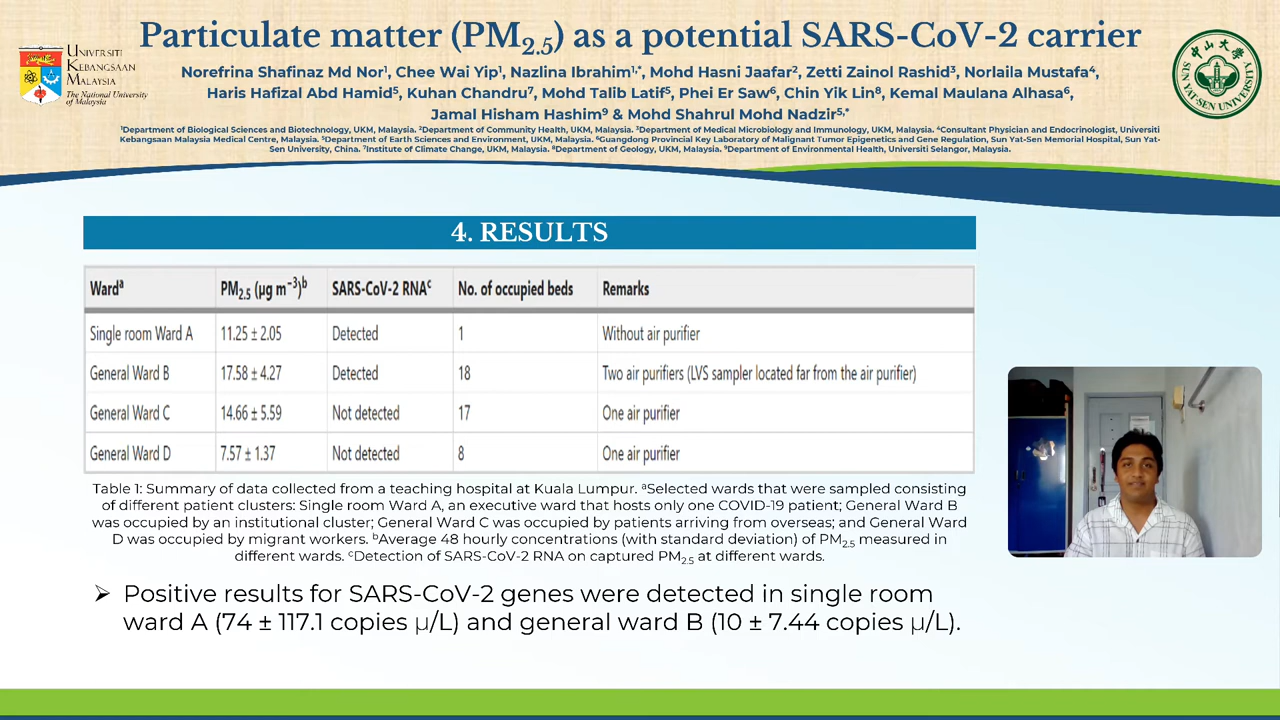 Particulate matter (PM2.5) as a potential SARS-CoV-2 carrier
UNIVERSITI
KEBANGSAAN
MALAYSIA
The National University
of Malaysia
Norefrina Shafinaz Md Nor¹, Chee Wai Yip¹, Nazlina Ibrahim¹,*, Mohd Hasni Jaafar², Zetti Zainol Rashid³, Norlaila Mustafa⁴,
Haris Hafizal Abd Hamid⁵, Kuhan Chandru⁷, Mohd Talib Latif⁵, Phei Er Saw⁶, Chin Yik Lin⁸, Kemal Maulana Alhasa⁶,
Jamal Hisham Hashim⁹ & Mohd Shahrul Mohd Nadzir⁵,*
¹Department of Biological Sciences and Biotechnology, UKM, Malaysia. ²Department of Community Health, UKM, Malaysia. ³Department of Medical Microbiology and Immunology, UKM, Malaysia. ⁴Consultant Physician and Endocrinologist, Universiti
Kebangsaan Malaysia Medical Centre, Malaysia. ⁵Department of Earth Sciences and Environment, UKM, Malaysia. ⁶Guangdong Provincial Key Laboratory of Malignant Tumor Epigenetics and Gene Regulation, Sun Yat-Sen Memorial Hospital, Sun Yat-
Sen University, China. ⁷Institute of Climate Change, UKM, Malaysia. ⁸Department of Geology, UKM, Malaysia. ⁹Department of Environmental Health, Universiti Selangor, Malaysia.
中山大学
SUN YAT-SEN UNIVERSITY
4. RESULTS
Wardᵃ PM2.5 (µg m⁻³)ᵇ SARS-CoV-2 RNAᶜ No. of occupied beds Remarks
Single room Ward A 11.25 ± 2.05 Detected 1 Without air purifier
General Ward B 17.58 ± 4.27 Detected 18 Two air purifiers (LVS sampler located far from the air purifier)
General Ward C 14.66 ± 5.59 Not detected 17 One air purifier
General Ward D 7.57 ± 1.37 Not detected 8 One air purifier
Table 1: Summary of data collected from a teaching hospital at Kuala Lumpur. ᵃSelected wards that were sampled consisting
of different patient clusters: Single room Ward A, an executive ward that hosts only one COVID-19 patient; General Ward B
was occupied by an institutional cluster; General Ward C was occupied by patients arriving from overseas; and General Ward
D was occupied by migrant workers. ᵇAverage 48 hourly concentrations (with standard deviation) of PM2.5 measured in
different wards. ᶜDetection of SARS-CoV-2 RNA on captured PM2.5 at different wards.
➢ Positive results for SARS-CoV-2 genes were detected in single room
ward A (74 ± 117.1 copies µ/L) and general ward B (10 ± 7.44 copies µ/L).